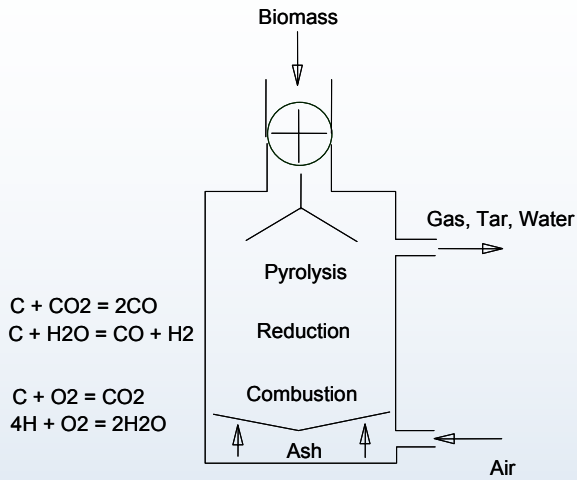 Biomass
Gas, Tar, Water
Pyrolysis
C + CO2 = 2CO
C + H2O = CO + H2
Reduction
Combustion
C + O2 = CO2
4H + O2 = 2H2O
Ash
Air